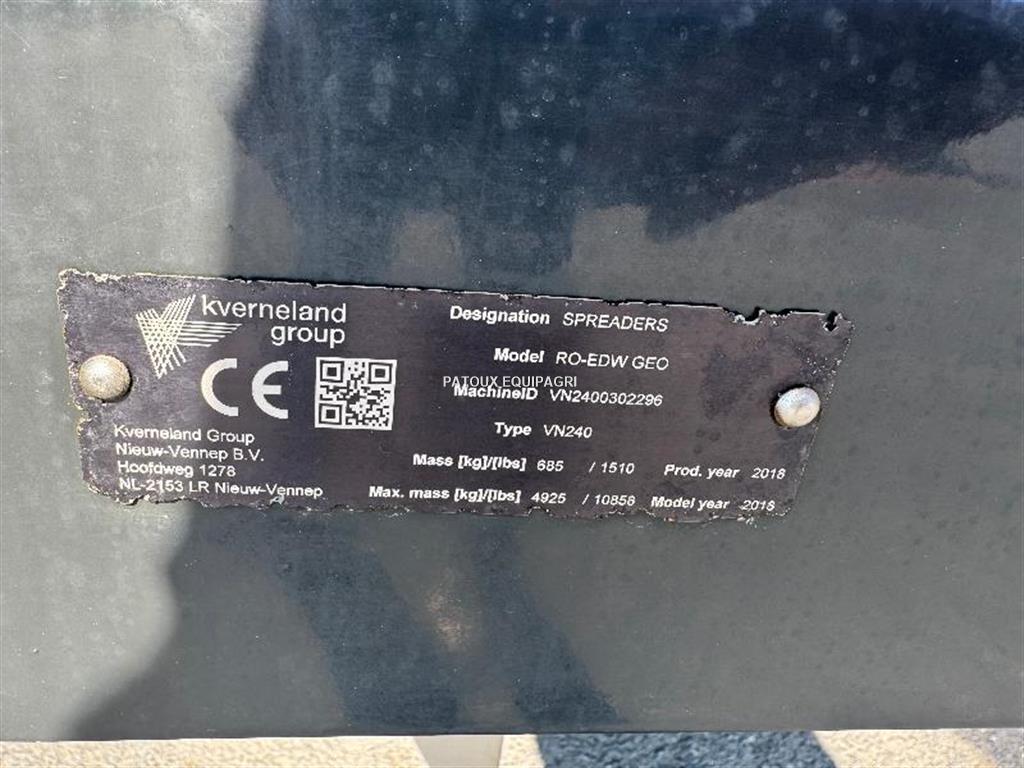 kverneland
group
CE
Kverneland Group
Nieuw-Vennep B.V.
Hoofdweg 1278
NL-2153 LR Nieuw-Vennep
Designation SPREADERS
Model RO-EDW GEO
PATOUX EQUIPAGRI
MachineID VN2400302296
Type VN240
Mass [kg]/[lbs] 685 / 1510 Prod. year 2018
Max. mass [kg]/[lbs] 4925 / 10858 Model year 2018